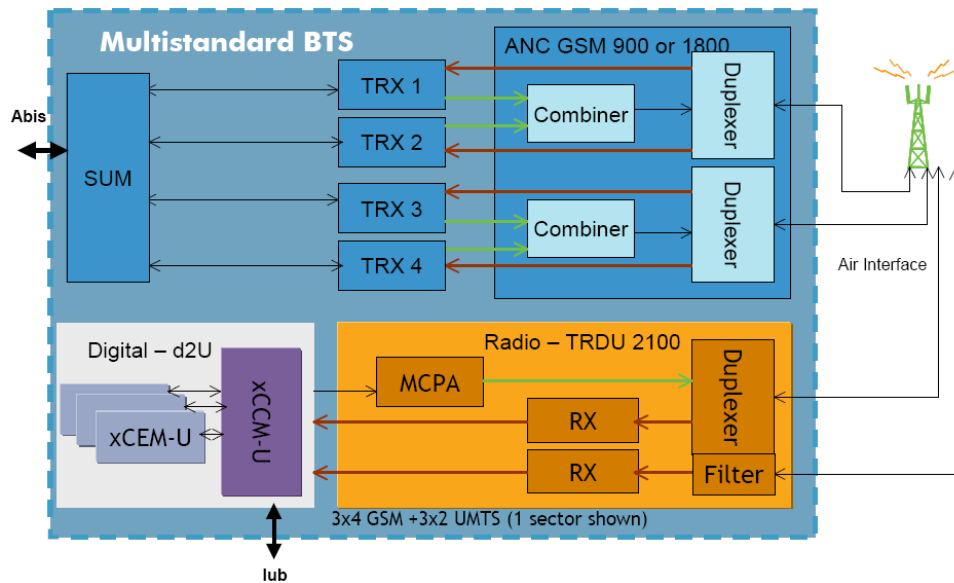 Multistandard BTS
ANC GSM 900 or 1800
TRX 1
Duplexer
Combiner
Abis
TRX 2
SUM
TRX 3
Duplexer
Combiner
TRX 4
Air Interface
Digital – d2U
Radio – TRDU 2100
xCCM-U
MCPA
Duplexer
xCEM-U
RX
RX
Filter
3x4 GSM +3x2 UMTS (1 sector shown)
Iub